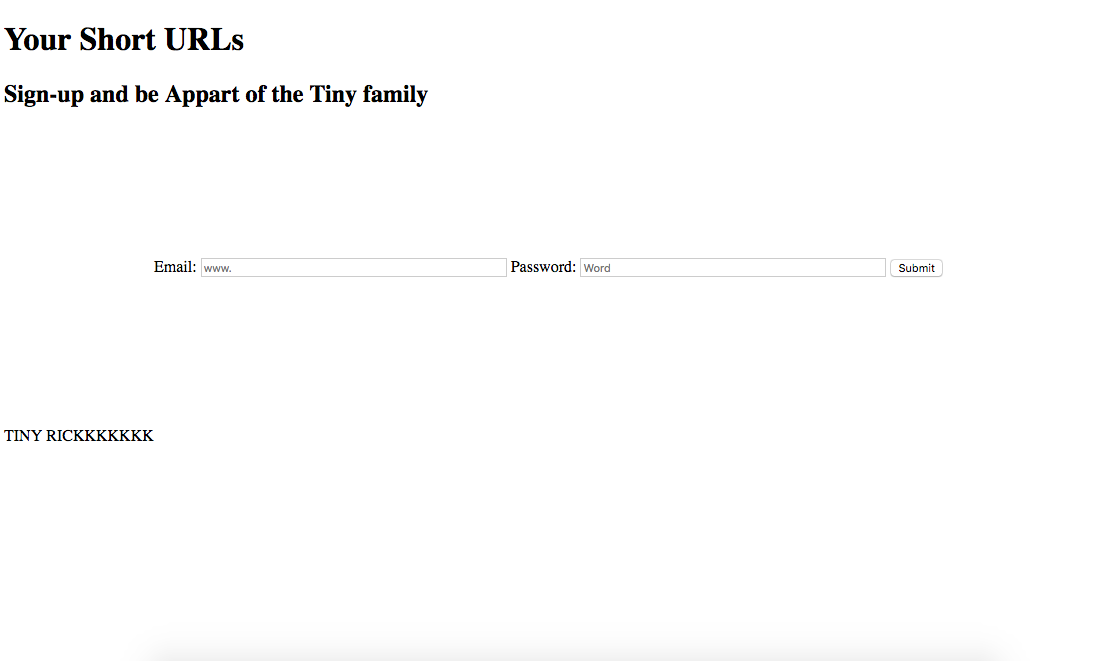 Your Short URLs
Sign-up and be Appart of the Tiny family
Email: www. Password: Word Submit
TINY RICKKKKKKK